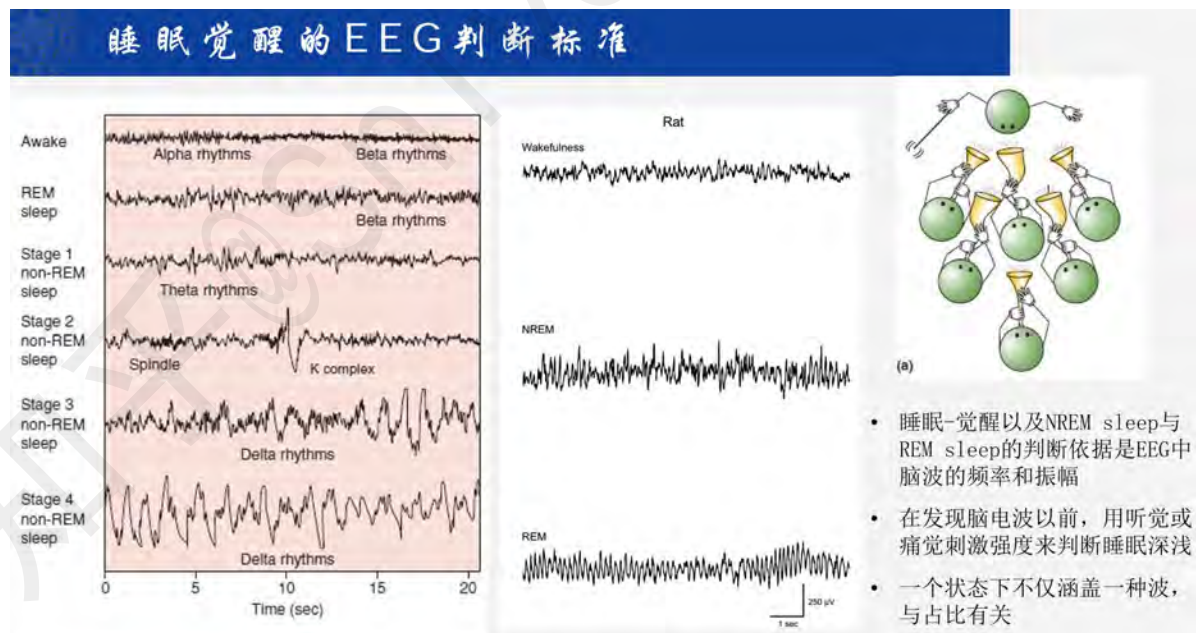 睡眠觉醒的EEG判断标准
Awake
Alpha rhythms
Beta rhythms
REM
sleep
Beta rhythms
Stage 1
non-REM
sleep
Theta rhythms
Stage 2
non-REM
sleep
Spindle
K complex
Stage 3
non-REM
sleep
Delta rhythms
Stage 4
non-REM
sleep
Delta rhythms
0 5 10 15 20
Time (sec)
Rat
Wakefulness
NREM
REM
250 μV
1 sec
(a)
• 睡眠-觉醒以及NREM sleep与
REM sleep的判断依据是EEG中
脑波的频率和振幅
• 在发现脑电波以前，用听觉或
痛觉刺激强度来判断睡眠深浅
• 一个状态下不仅涵盖一种波，
与占比有关